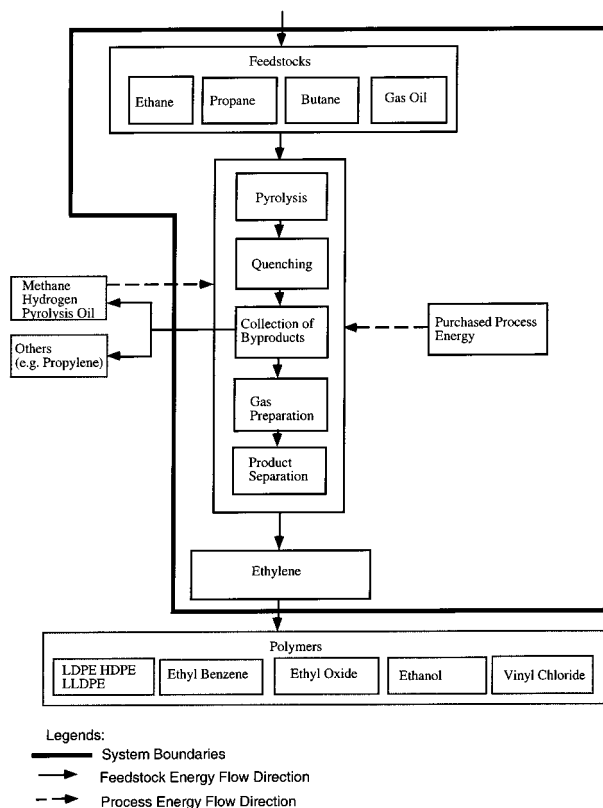 Feedstocks
Ethane
Propane
Butane
Gas Oil
Pyrolysis
Quenching
Methane
Hydrogen
Pyrolysis Oil
Collection of
Byproducts
Purchased Process
Energy
Others
(e.g. Propylene)
Gas
Preparation
Product
Separation
Ethylene
Polymers
LDPE HDPE
LLDPE
Ethyl Benzene
Ethyl Oxide
Ethanol
Vinyl Chloride
Legends:
System Boundaries
Feedstock Energy Flow Direction
Process Energy Flow Direction